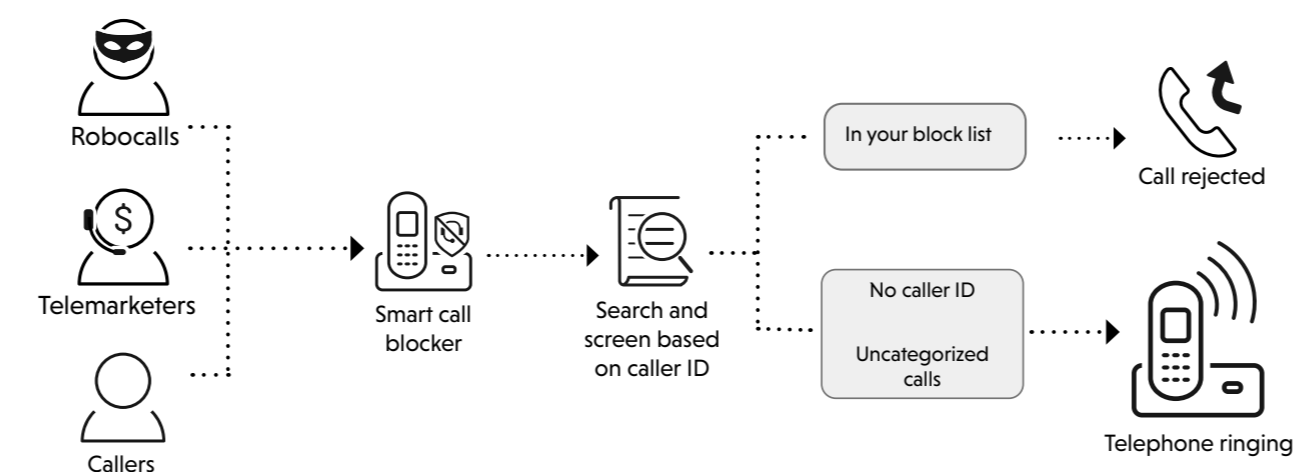 Robocalls
Telemarketers
Callers
$
Smart call
blocker
Search and
screen based
on caller ID
In your block list
Call rejected
No caller ID
Uncategorized
calls
Telephone ringing